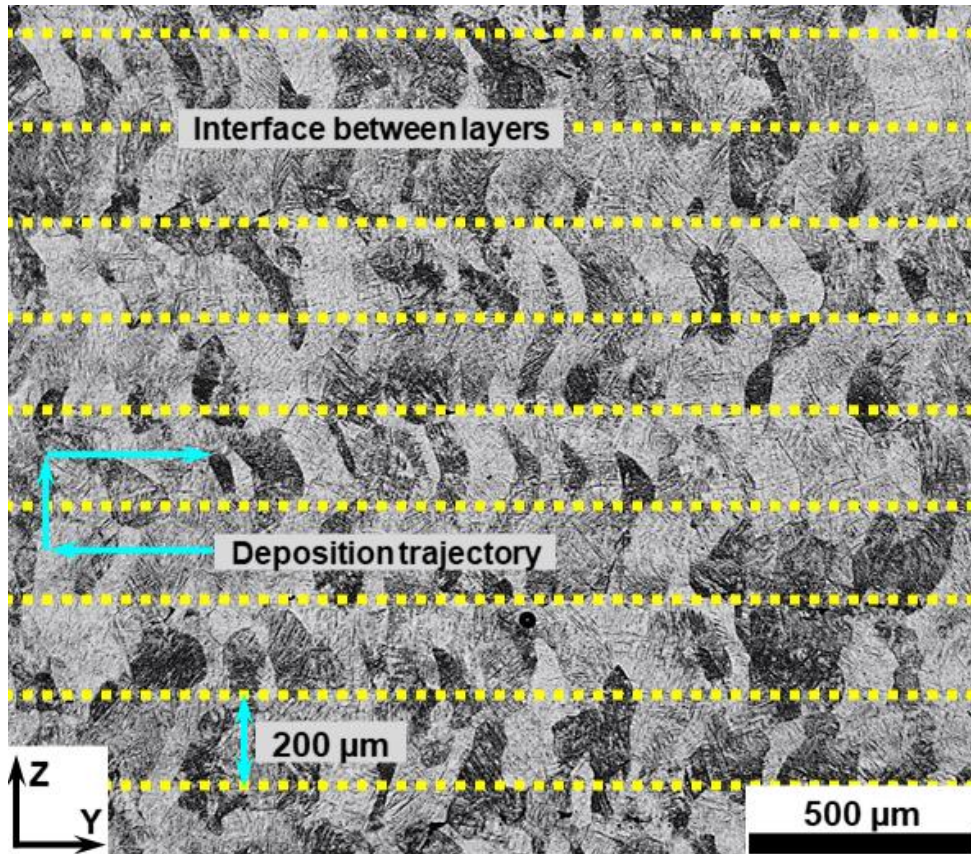 Interface between layers
Deposition trajectory
200 µm
Z
Y
500 µm